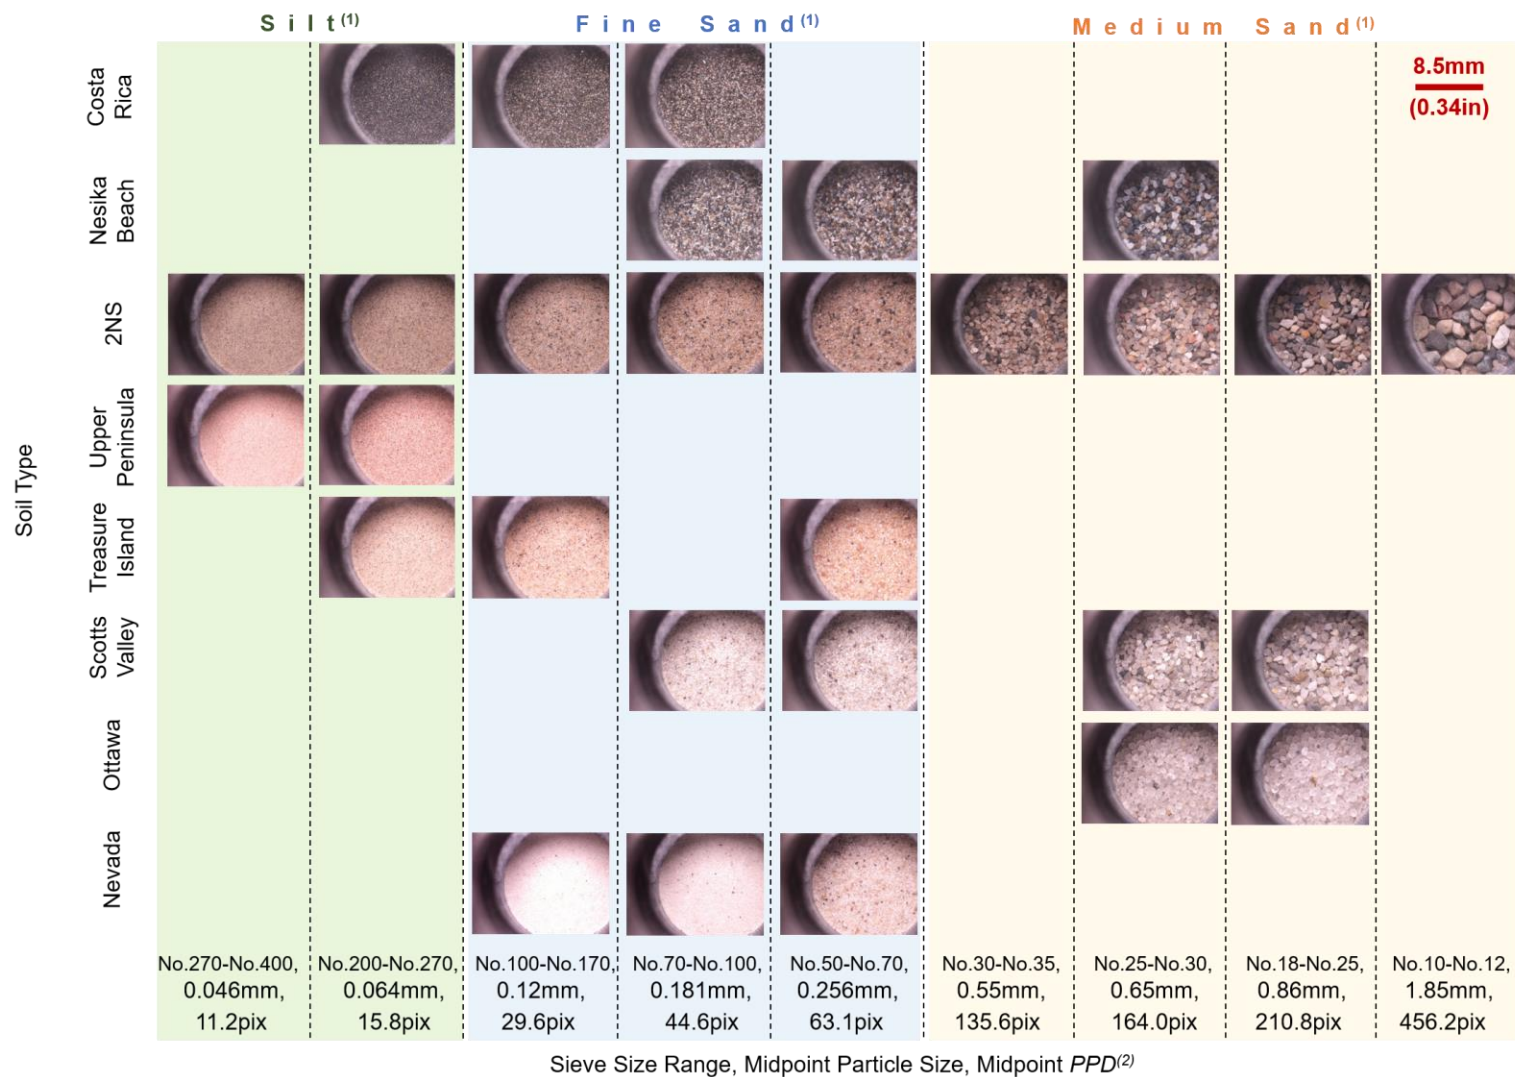 Silt(1)
Fine Sand(1)
Medium Sand(1)
8.5mm
(0.34in)
Costa
Rica
Nesika
Beach
2NS
Upper
Peninsula
Treasure
Island
Scotts
Valley
Ottawa
Nevada
Soil Type
No.270-No.400,
0.046mm,
11.2pix
No.200-No.270,
0.064mm,
15.8pix
No.100-No.170,
0.12mm,
29.6pix
No.70-No.100,
0.181mm,
44.6pix
No.50-No.70,
0.256mm,
63.1pix
No.30-No.35,
0.55mm,
135.6pix
No.25-No.30,
0.65mm,
164.0pix
No.18-No.25,
0.86mm,
210.8pix
No.10-No.12,
1.85mm,
456.2pix
Sieve Size Range, Midpoint Particle Size, Midpoint PPD(2)